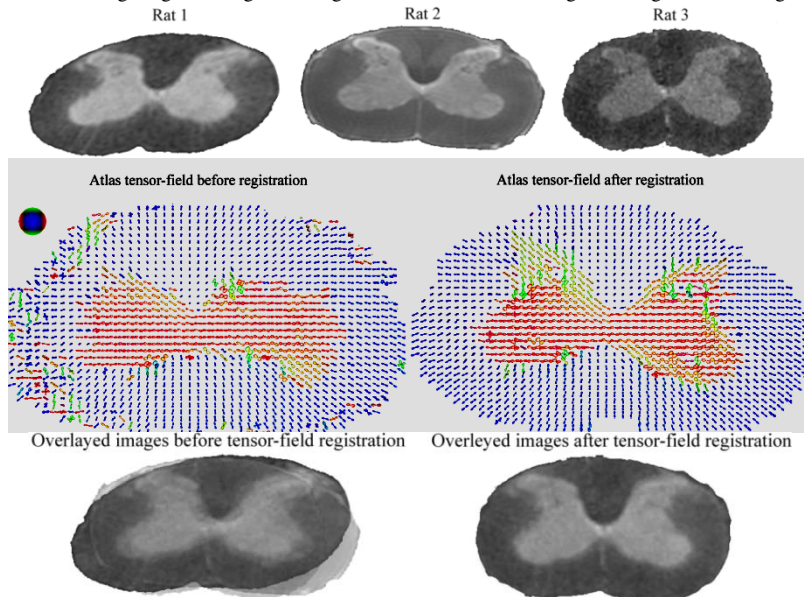 Rat 1
Rat 2
Rat 3
Atlas tensor-field before registration
Atlas tensor-field after registration
Overlayed images before tensor-field registration
Overleyed images after tensor-field registration